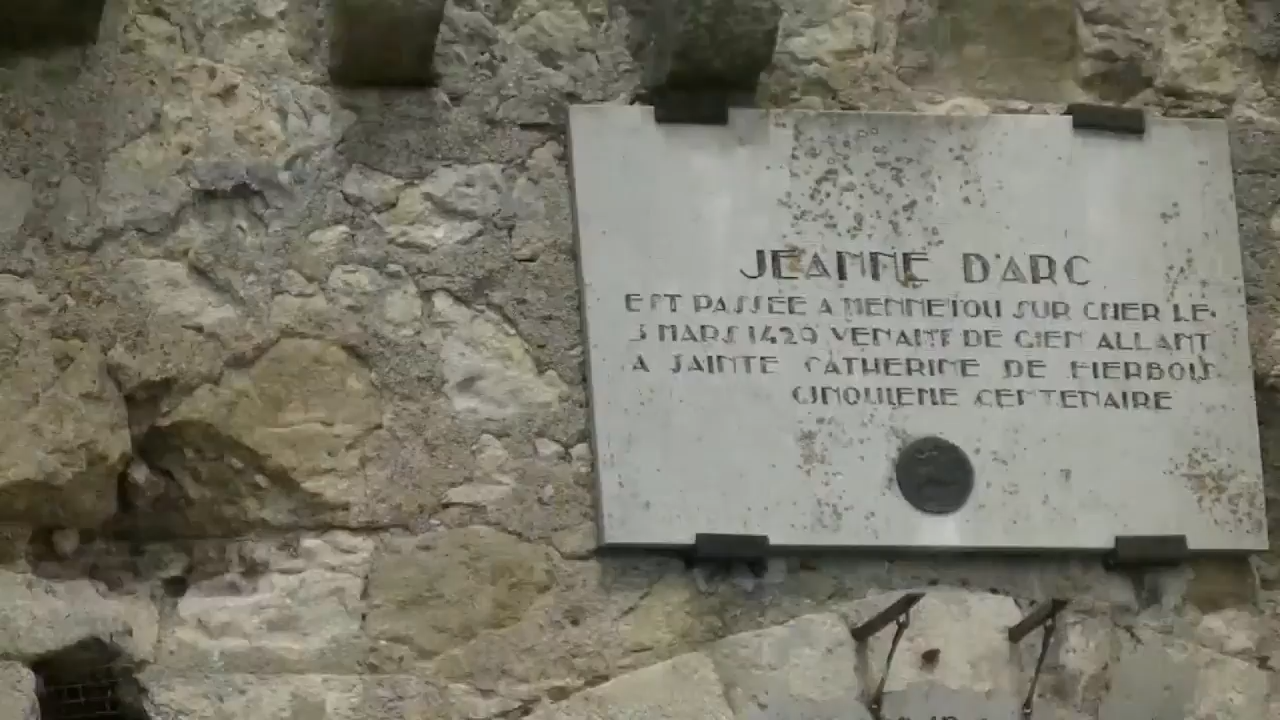 JEANNE D'ARC
EST PASSEE A MENNETOU SUR CHER LE
3 MARS 1429 VENANT DE GIEN ALLANT
A SAINTE CATHERINE DE FIERBOIS
CINQUIEME CENTENAIRE